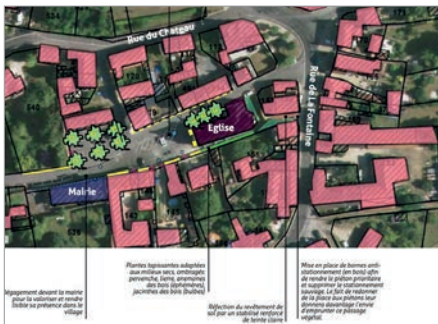 Rue du Chateau
Rue de La Fontaine
Eglise
Mairie
dégagement devant la mairie
pour la valoriser et rendre
lisible sa présence dans le
village
Plantes tapissantes adaptées
aux milieux secs, ombragés
pervenche, lierre, anémones
des bois (éphémères),
jacinthes des bois (bulbes)
Réfection du revêtement de
sol par un stabilisé renforcé
de teinte claire
Mise en place de bornes anti-
stationnement (en bois) afin
de rendre le piéton prioritaire
et supprimer le stationnement
sauvage. Le fait de redonner
de la place aux piétons leur
donnera davantage l'envie
d'emprunter ce passage
végétal.